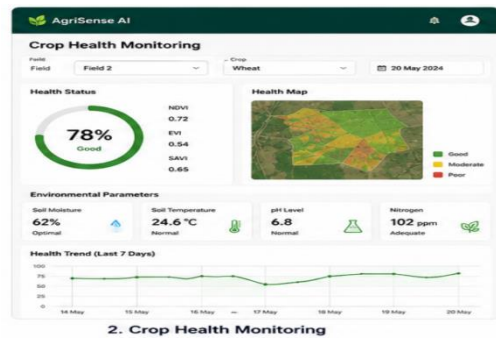 AgriSense AI
Crop Health Monitoring
Field
Field Field 2
Crop
Wheat
20 May 2024
Health Status
78%
Good
NDVI
0.72
EVI
0.54
SAVI
0.65
Health Map
Good
Moderate
Poor
Environmental Parameters
Soil Moisture
62%
Optimal
Soil Temperature
24.6 °C
Normal
pH Level
6.8
Normal
Nitrogen
102 ppm
Adequate
Health Trend (Last 7 Days)
100
75
50
25
0
14 May 15 May 16 May 17 May 18 May 19 May 20 May
2. Crop Health Monitoring